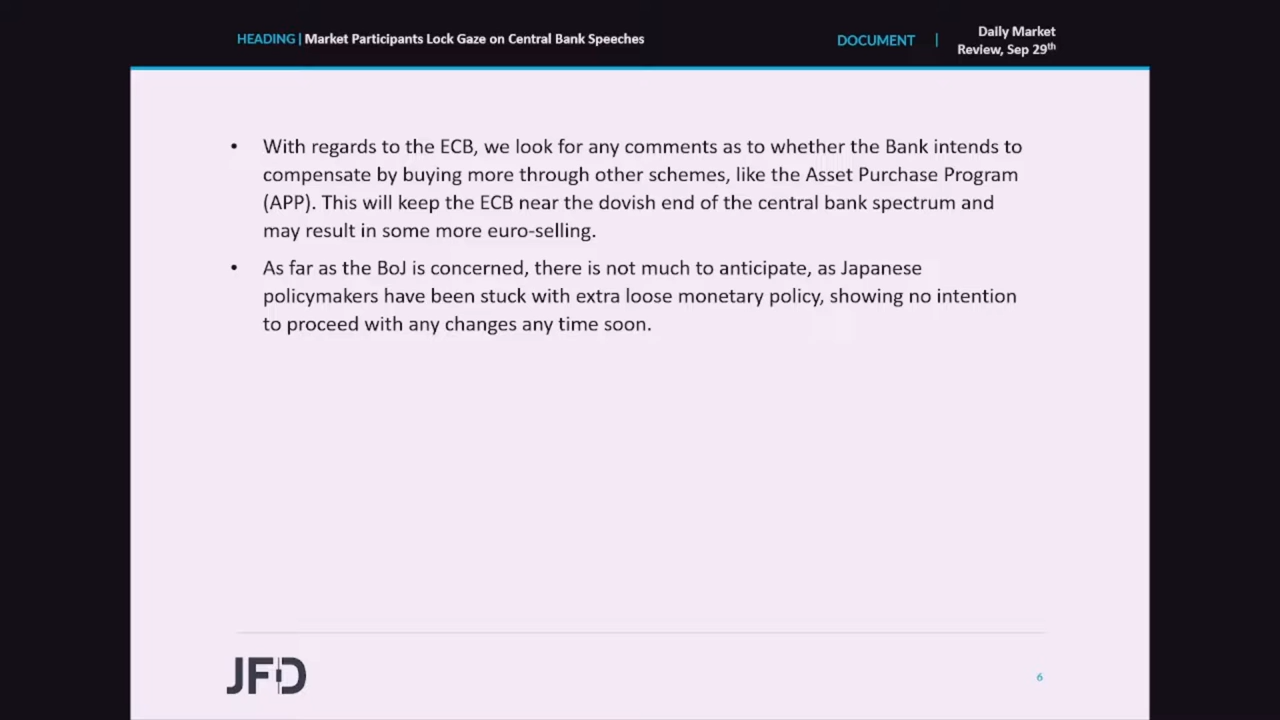 HEADING | Market Participants Lock Gaze on Central Bank Speeches
DOCUMENT |
Daily Market
Review, Sep 29th
• With regards to the ECB, we look for any comments as to whether the Bank intends to
compensate by buying more through other schemes, like the Asset Purchase Program
(APP). This will keep the ECB near the dovish end of the central bank spectrum and
may result in some more euro-selling.
• As far as the BoJ is concerned, there is not much to anticipate, as Japanese
policymakers have been stuck with extra loose monetary policy, showing no intention
to proceed with any changes any time soon.
JFD
6